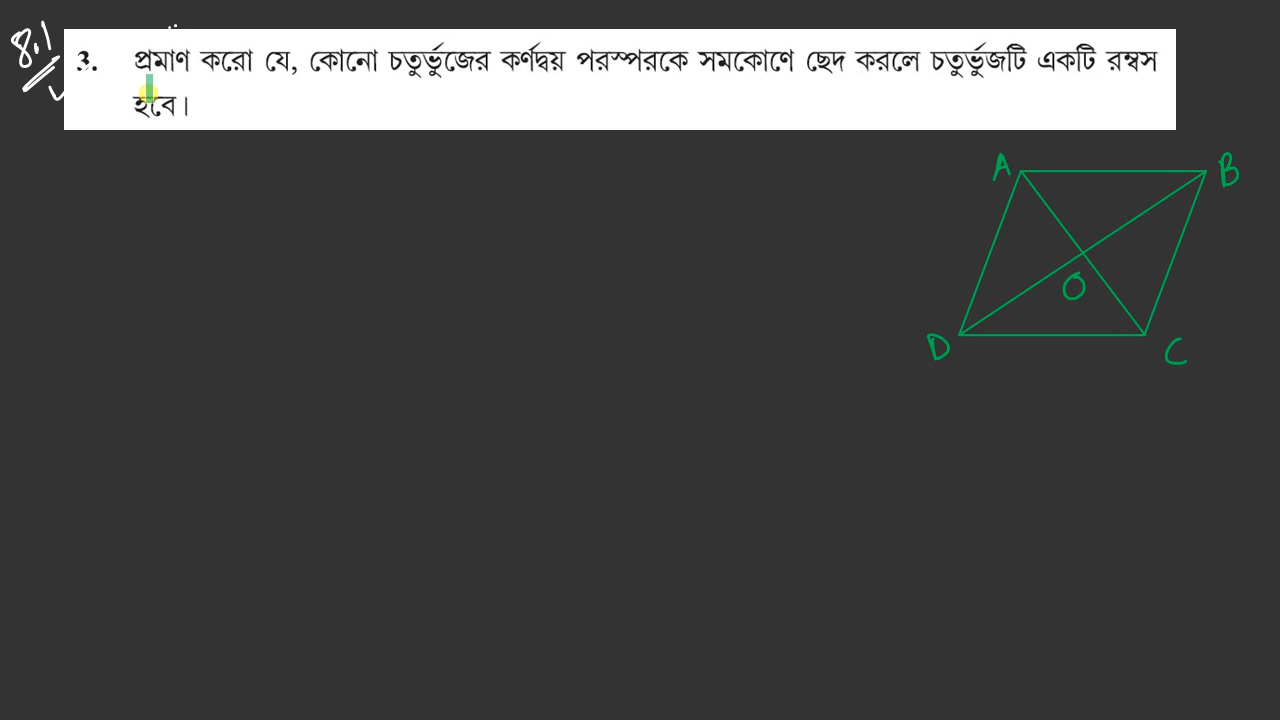 8.1
3. প্রমাণ করো যে, কোনো চতুর্ভুজের কর্ণদ্বয় পরস্পরকে সমকোণে ছেদ করলে চতুর্ভুজটি একটি রম্বস
হবে।
A B
O
D C